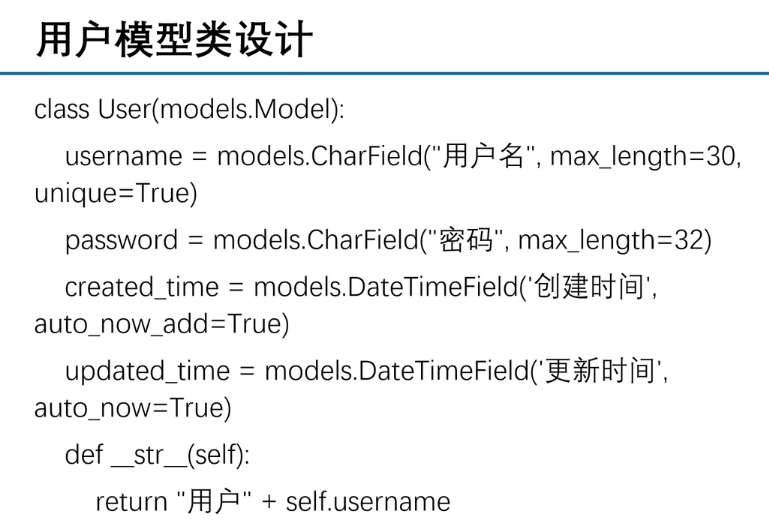 用户模型类设计
class User(models.Model):
username = models.CharField("用户名", max_length=30,
unique=True)
password = models.CharField("密码", max_length=32)
created_time = models.DateTimeField('创建时间',
auto_now_add=True)
updated_time = models.DateTimeField('更新时间',
auto_now=True)
def __str__(self):
return "用户" + self.username